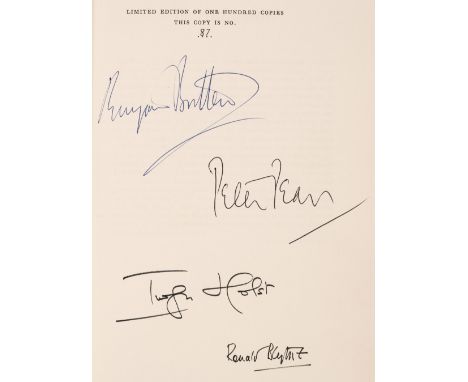 LIMITED EDITION OF ONE HUNDRED COPIES
THIS COPY IS NO.
87.
Benjamin Britten
Peter Pears
Imogen Holst
Ronald Blythe